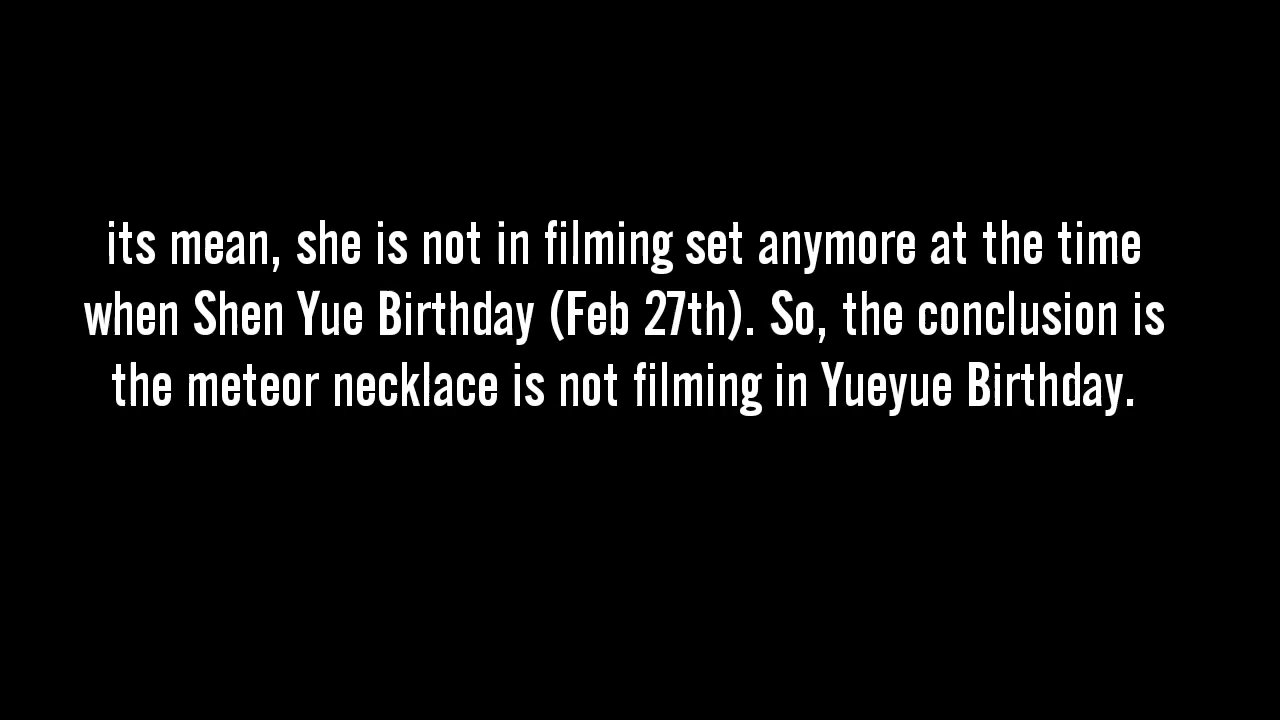 its mean, she is not in filming set anymore at the time
when Shen Yue Birthday (Feb 27th). So, the conclusion is
the meteor necklace is not filming in Yueyue Birthday.